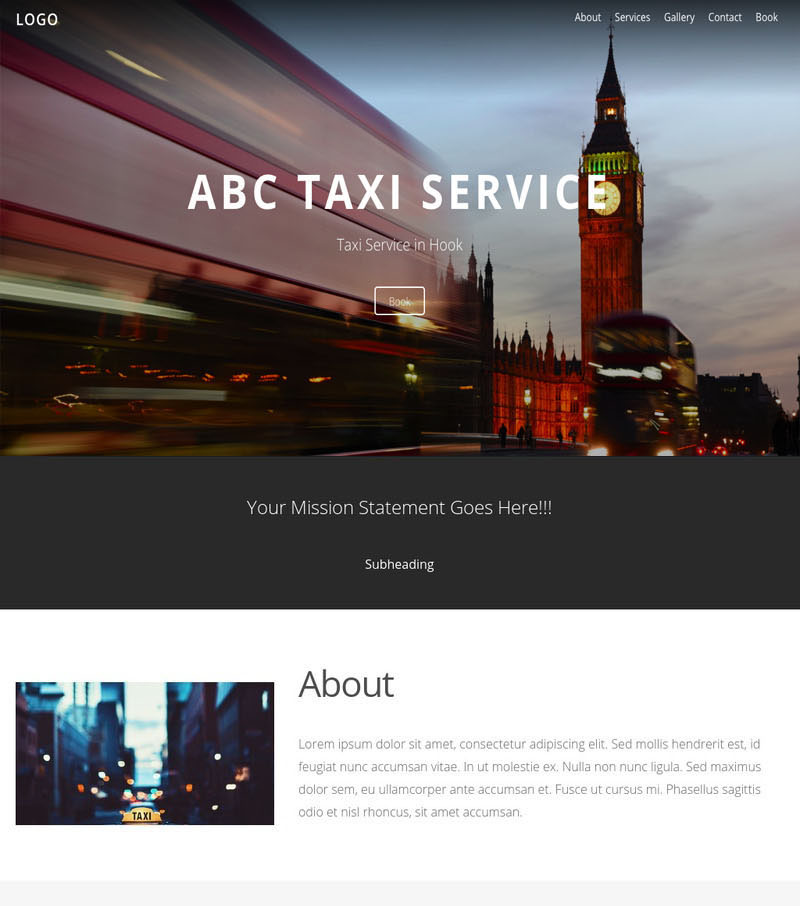 LOGO
About Services Gallery Contact Book
ABC TAXI SERVICE
Taxi Service in Hook
Book
Your Mission Statement Goes Here!!!
Subheading
About
Lorem ipsum dolor sit amet, consectetur adipiscing elit. Sed mollis hendrerit est, id
feugiat nunc accumsan vitae. In ut molestie ex. Nulla non nunc ligula. Sed maximus
dolor sem, eu ullamcorper ante accumsan et. Fusce ut cursus mi. Phasellus sagittis
odio et nisl rhoncus, sit amet accumsan.
TAXI